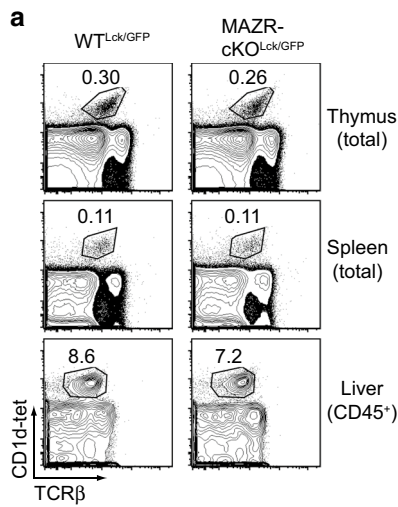 a
WT^Lck/GFP
MAZR-
cKO^Lck/GFP
0.30
0.26
Thymus
(total)
0.11
0.11
Spleen
(total)
8.6
7.2
Liver
(CD45⁺)
CD1d-tet
TCRβ